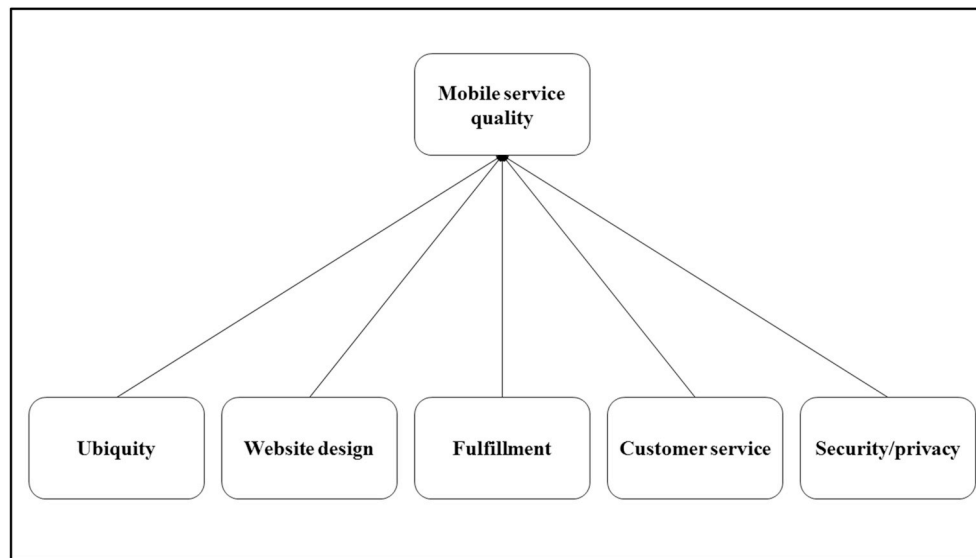 Mobile service
quality
Ubiquity
Website design
Fulfillment
Customer service
Security/privacy